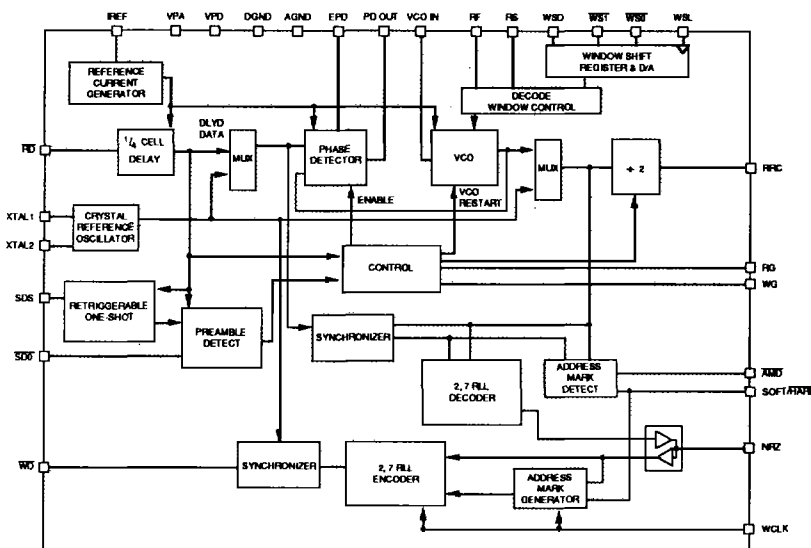 IREF VPA VPD DGND AGND EPD PD OUT VCO IN RF RS WSD WS1 WS0 WSL
REFERENCE
CURRENT
GENERATOR
WINDOW SHIFT
REGISTER & D/A
DECODE
WINDOW CONTROL
RD
1/4 CELL
DELAY
DLYD
DATA
MUX
PHASE
DETECTOR
VCO
MUX
÷ 2
RRC
ENABLE
VCO
RESTART
XTAL1
XTAL2
CRYSTAL
REFERENCE
OSCILLATOR
CONTROL
RG
WG
SDS
RETRIGGERABLE
ONE-SHOT
PREAMBLE
DETECT
SYNCHRONIZER
SDO
2, 7 RLL
DECODER
ADDRESS
MARK
DETECT
AMD
SOFT/HARD
NRZ
WD
SYNCHRONIZER
2, 7 RLL
ENCODER
ADDRESS
MARK
GENERATOR
WCLK